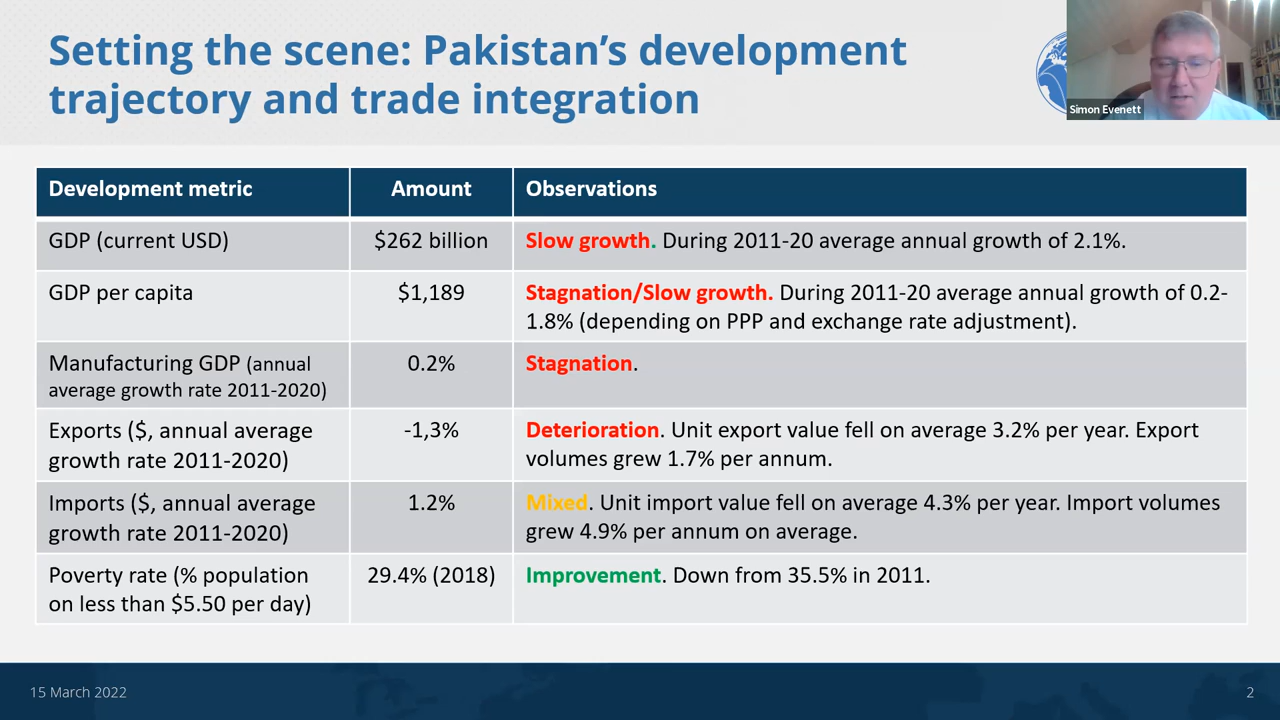 Setting the scene: Pakistan’s development
trajectory and trade integration
Simon Evenett
Development metric Amount Observations
GDP (current USD) $262 billion Slow growth. During 2011-20 average annual growth of 2.1%.
GDP per capita $1,189 Stagnation/Slow growth. During 2011-20 average annual growth of 0.2-
1.8% (depending on PPP and exchange rate adjustment).
Manufacturing GDP (annual 0.2% Stagnation.
average growth rate 2011-2020)
Exports ($, annual average -1,3% Deterioration. Unit export value fell on average 3.2% per year. Export
growth rate 2011-2020) volumes grew 1.7% per annum.
Imports ($, annual average 1.2% Mixed. Unit import value fell on average 4.3% per year. Import volumes
growth rate 2011-2020) grew 4.9% per annum on average.
Poverty rate (% population 29.4% (2018) Improvement. Down from 35.5% in 2011.
on less than $5.50 per day)
15 March 2022 2